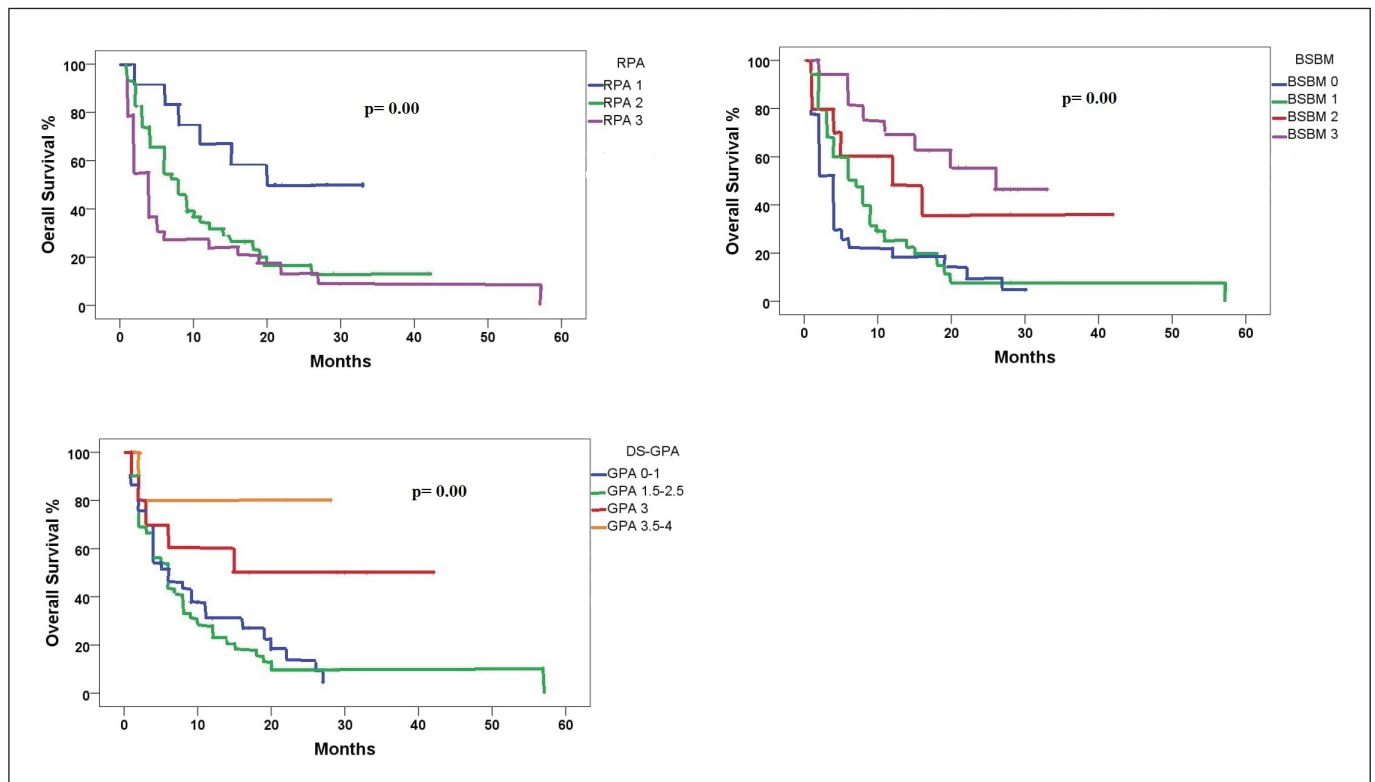 RPA
RPA 1
RPA 2
RPA 3
p= 0.00
Oerall Survival %
100
80
60
40
20
0
0 10 20 30 40 50 60
Months
BSBM
BSBM 0
BSBM 1
BSBM 2
BSBM 3
p= 0.00
Overall Survival %
100
80
60
40
20
0
0 10 20 30 40 50 60
Months
DS-GPA
GPA 0-1
GPA 1.5-2.5
GPA 3
GPA 3.5-4
p= 0.00
Overall Survival %
100
80
60
40
20
0
0 10 20 30 40 50 60
Months